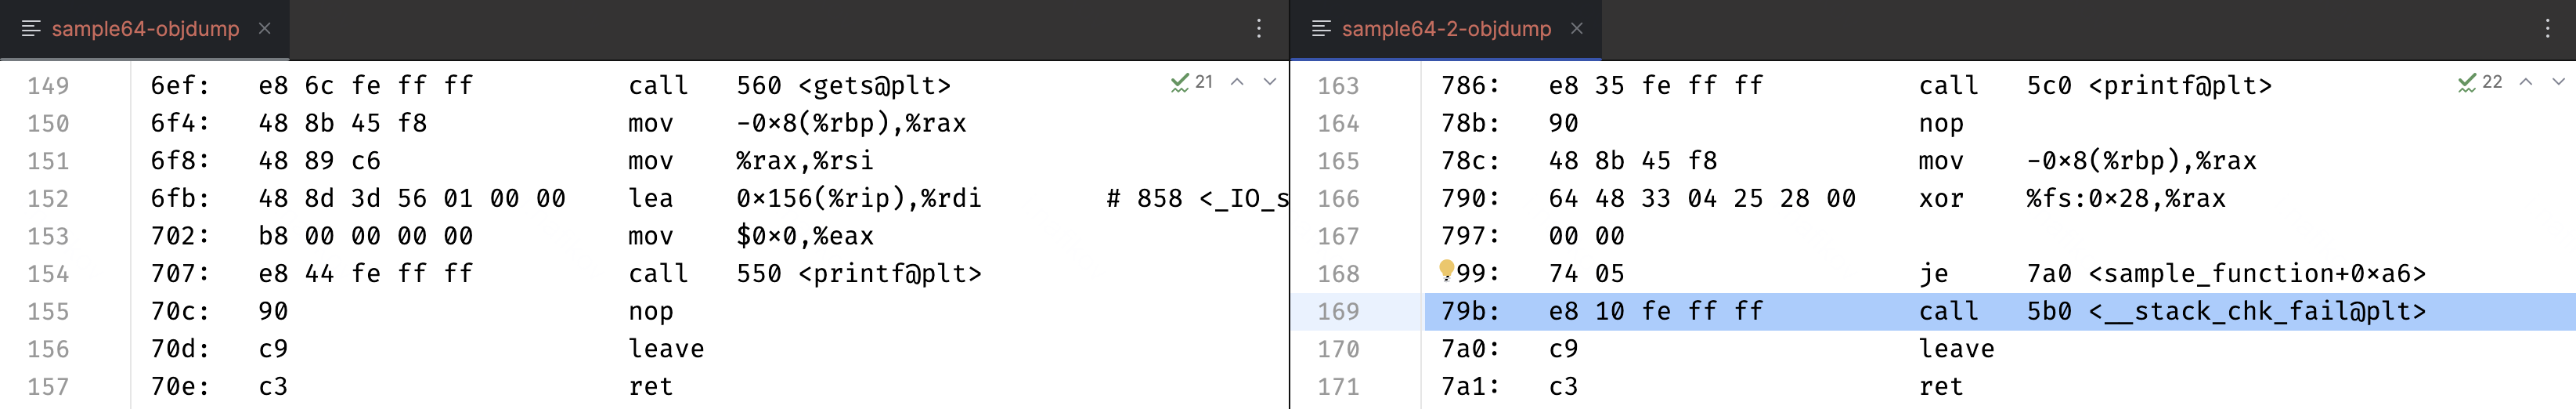 sample64-objdump
149 6ef: e8 6c fe ff ff call 560 <gets@plt>
150 6f4: 48 8b 45 f8 mov -0x8(%rbp),%rax
151 6f8: 48 89 c6 mov %rax,%rsi
152 6fb: 48 8d 3d 56 01 00 00 lea 0x156(%rip),%rdi # 858 <_IO_s
153 702: b8 00 00 00 00 mov $0x0,%eax
154 707: e8 44 fe ff ff call 550 <printf@plt>
155 70c: 90 nop
156 70d: c9 leave
157 70e: c3 ret
21
sample64-2-objdump
163 786: e8 35 fe ff ff call 5c0 <printf@plt>
164 78b: 90 nop
165 78c: 48 8b 45 f8 mov -0x8(%rbp),%rax
166 790: 64 48 33 04 25 28 00 xor %fs:0x28,%rax
167 797: 00 00
168 99: 74 05 je 7a0 <sample_function+0xa6>
169 79b: e8 10 fe ff ff call 5b0 <__stack_chk_fail@plt>
170 7a0: c9 leave
171 7a1: c3 ret
22